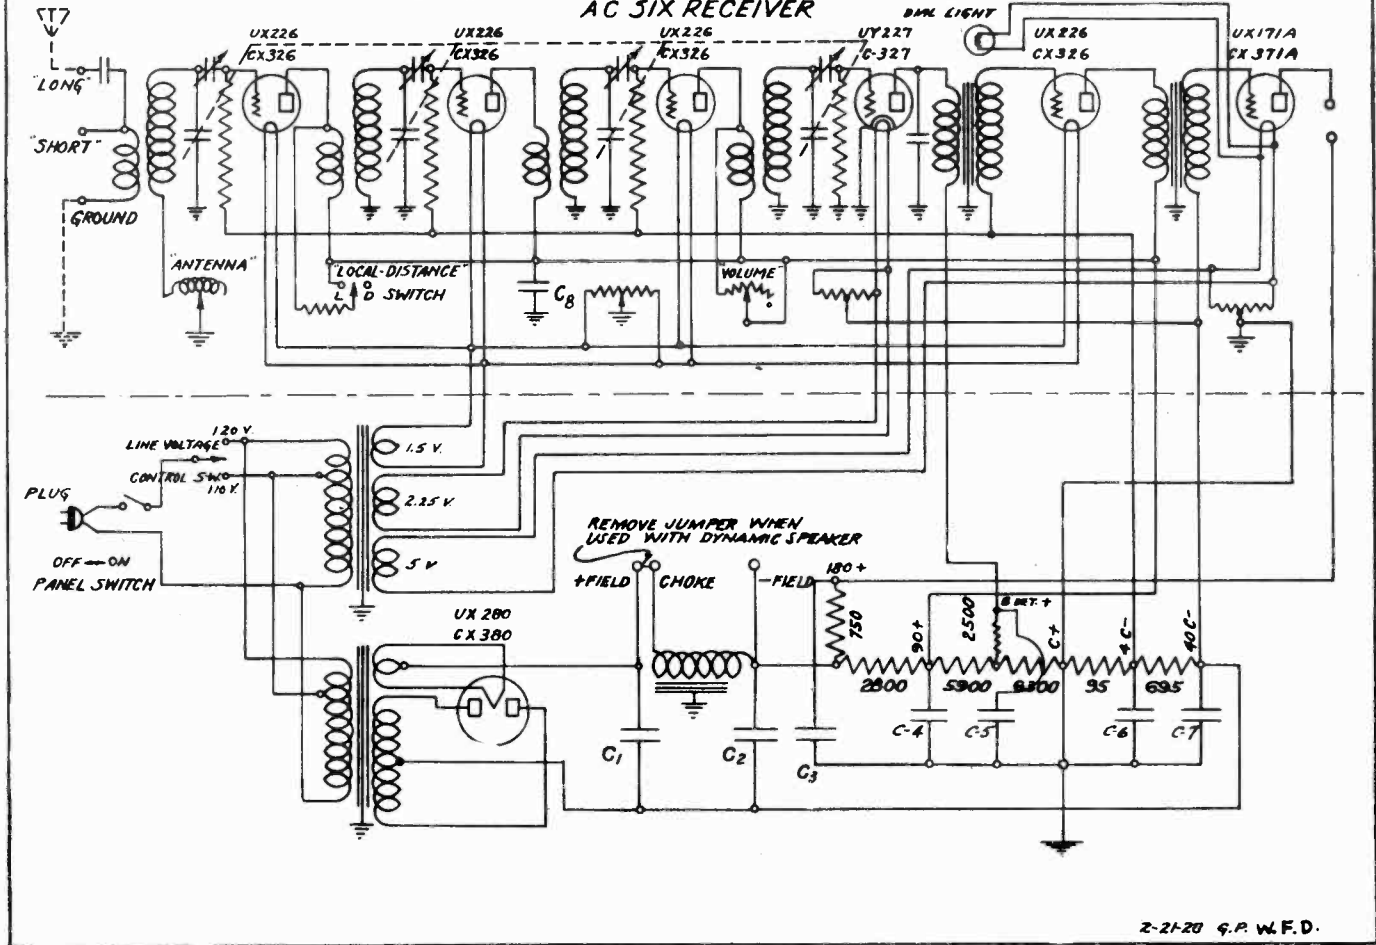 AC SIX RECEIVER
DIAL LIGHT
UX226
CX326
UX226
CX326
UX226
CX326
UY227
C-327
UX226
CX326
UX171A
CX371A
"LONG"
"SHORT"
GROUND
"ANTENNA"
"LOCAL-DISTANCE"
L D SWITCH
C8
"VOLUME"
120 V.
LINE VOLTAGE
CONTROL SW.
110 V.
PLUG
OFF ON
PANEL SWITCH
1.5 V.
2.25 V.
5 V
REMOVE JUMPER WHEN
USED WITH DYNAMIC SPEAKER
+FIELD
CHOKE
-FIELD
180+
UX 280
CX 380
750
90+
2500
B DET. +
C+
4C-
40C-
2800
5900
8300
95
695
C1
C2
C3
C-4
C-5
C-6
C-7
2-21-28 G.P. W.F.D.